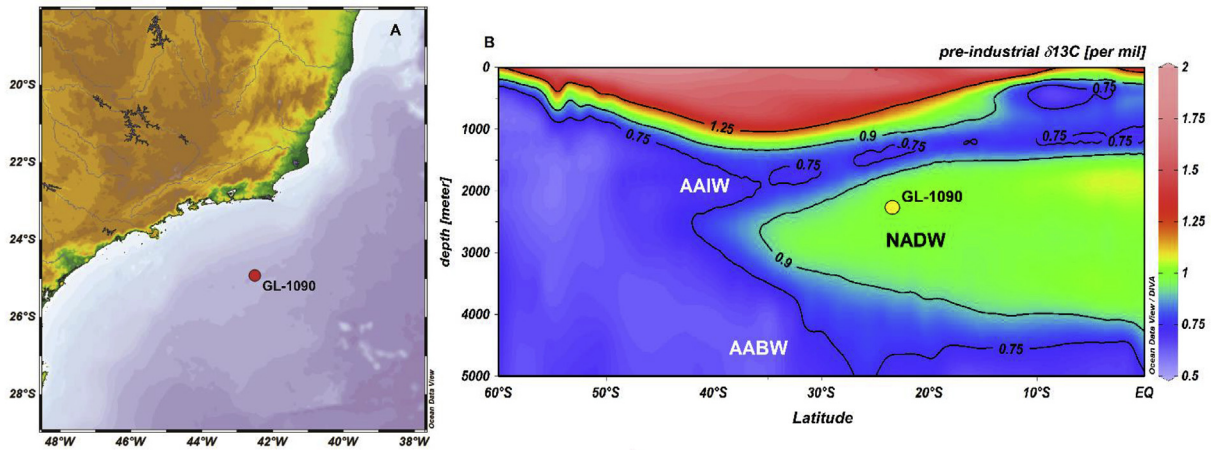 A
20°S
22°S
24°S
26°S
28°S
48°W
46°W
44°W
42°W
40°W
38°W
GL-1090
Ocean Data View
B
pre-industrial δ13C [per mil]
0
1000
2000
3000
4000
5000
depth [meter]
60°S
50°S
40°S
30°S
20°S
10°S
EQ
Latitude
1.25
0.9
0.75
0.75
0.75
0.75
0.75
0.75
AAIW
GL-1090
NADW
0.9
AABW
0.75
Ocean Data View / DIVA
2
1.75
1.5
1.25
1
0.75
0.5